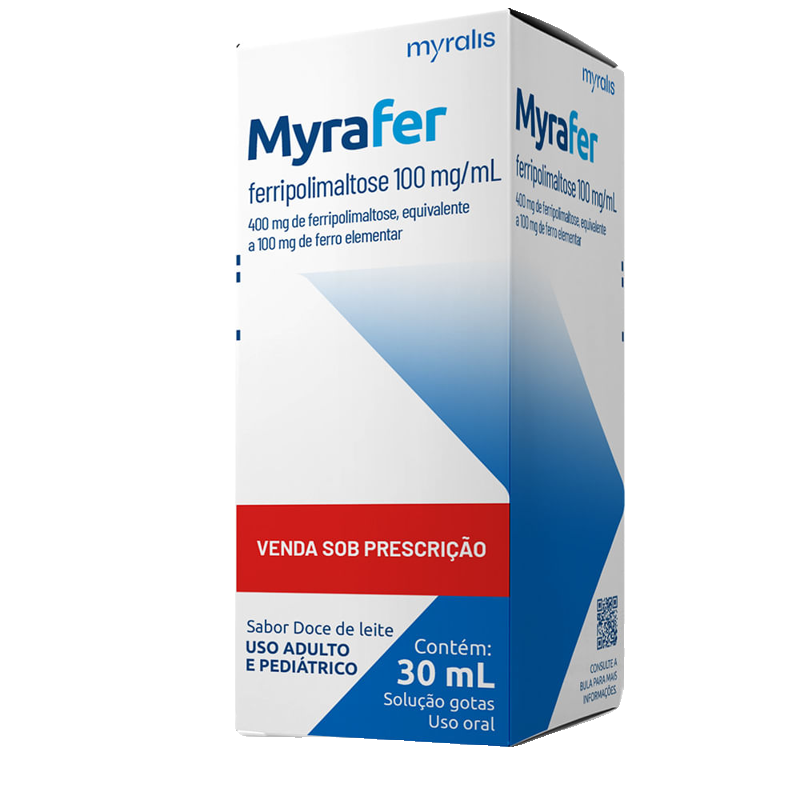 myralis
Myrafer
ferripolimaltose 100 mg/mL
400 mg de ferripolimaltose, equivalente
a 100 mg de ferro elementar
VENDA SOB PRESCRIÇÃO
Sabor Doce de leite
USO ADULTO
E PEDIÁTRICO
Contém:
30 mL
Solução gotas
Uso oral
myralis
Myrafer
ferripolimaltose 100 mg/mL
400 mg de ferripolimaltose, equivalente
a 100 mg de ferro elementar
CONSULTE A
BULA PARA MAIS
INFORMAÇÕES.